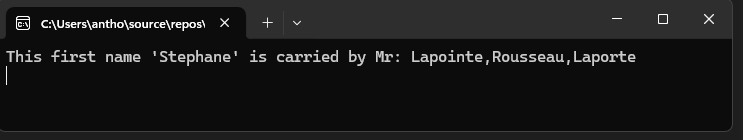 C:\Users\antho\source\repos\
This first name 'Stephane' is carried by Mr: Lapointe,Rousseau,Laporte